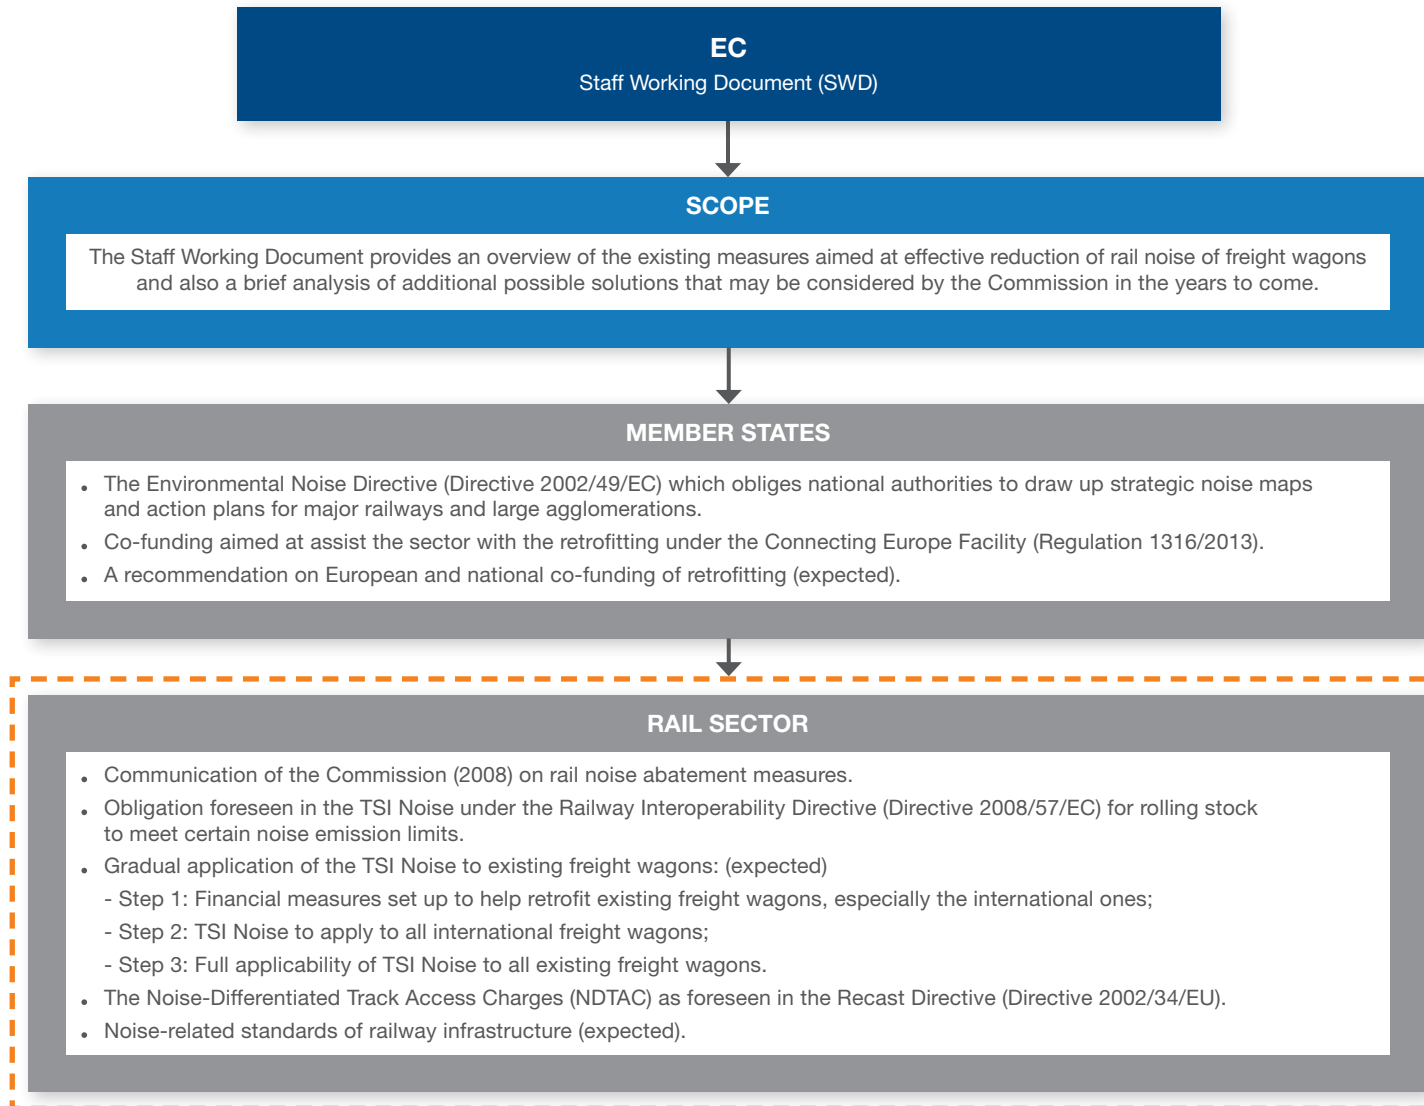 EC
Staff Working Document (SWD)
SCOPE
The Staff Working Document provides an overview of the existing measures aimed at effective reduction of rail noise of freight wagons
and also a brief analysis of additional possible solutions that may be considered by the Commission in the years to come.
MEMBER STATES
• The Environmental Noise Directive (Directive 2002/49/EC) which obliges national authorities to draw up strategic noise maps
and action plans for major railways and large agglomerations.
• Co-funding aimed at assist the sector with the retrofitting under the Connecting Europe Facility (Regulation 1316/2013).
• A recommendation on European and national co-funding of retrofitting (expected).
RAIL SECTOR
• Communication of the Commission (2008) on rail noise abatement measures.
• Obligation foreseen in the TSI Noise under the Railway Interoperability Directive (Directive 2008/57/EC) for rolling stock
to meet certain noise emission limits.
• Gradual application of the TSI Noise to existing freight wagons: (expected)
- Step 1: Financial measures set up to help retrofit existing freight wagons, especially the international ones;
- Step 2: TSI Noise to apply to all international freight wagons;
- Step 3: Full applicability of TSI Noise to all existing freight wagons.
• The Noise-Differentiated Track Access Charges (NDTAC) as foreseen in the Recast Directive (Directive 2002/34/EU).
• Noise-related standards of railway infrastructure (expected).